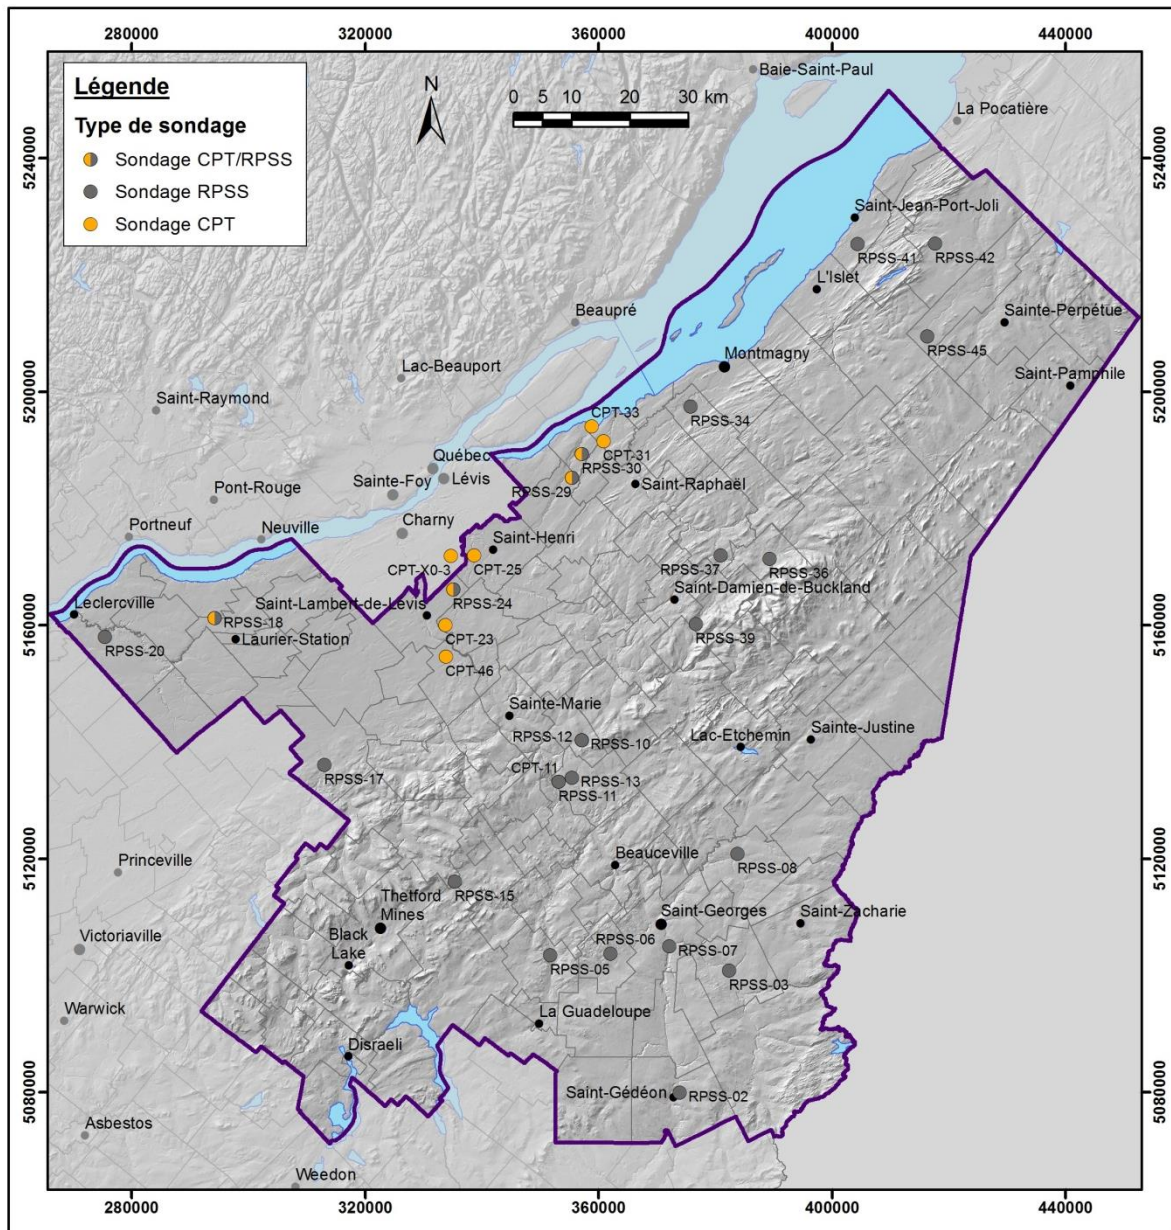 280000
320000
360000
400000
440000
Légende
Type de sondage
Sondage CPT/RPSS
Sondage RPSS
Sondage CPT
N
0 5 10 20 30 km
Baie-Saint-Paul
La Pocatière
5240000
5240000
Saint-Jean-Port-Joli
RPSS-41
RPSS-42
L'Islet
Beaupré
Sainte-Perpétue
RPSS-45
Montmagny
Lac-Beauport
Saint-Pamphile
5200000
5200000
Saint-Raymond
CPT-33
RPSS-34
CPT-31
Québec
RPSS-30
Sainte-Foy
Lévis
RPSS-29
Saint-Raphaël
Pont-Rouge
Portneuf
Neuville
Charny
Saint-Henri
CPT-X0-3
CPT-25
RPSS-37
RPSS-36
Saint-Damien-de-Buckland
Leclercville
Saint-Lambert-de-Lévis
RPSS-24
RPSS-18
5160000
5160000
RPSS-20
Laurier-Station
CPT-23
RPSS-39
CPT-46
Sainte-Marie
RPSS-12
RPSS-10
Lac-Etchemin
Sainte-Justine
CPT-11
RPSS-13
RPSS-17
RPSS-11
5120000
5120000
Princeville
Beauceville
RPSS-08
RPSS-15
Thetford
Mines
Saint-Georges
Saint-Zacharie
Victoriaville
Black
Lake
RPSS-06
RPSS-07
RPSS-05
RPSS-03
Warwick
La Guadeloupe
Disraeli
5080000
5080000
Saint-Gédéon
RPSS-02
Asbestos
Weedon
280000
320000
360000
400000
440000